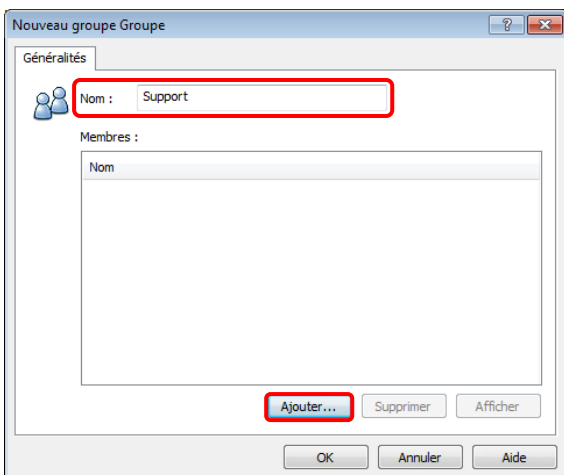 Nouveau groupe Groupe
Généralités
Nom : Support
Membres :
Nom
Ajouter... Supprimer Afficher
OK Annuler Aide